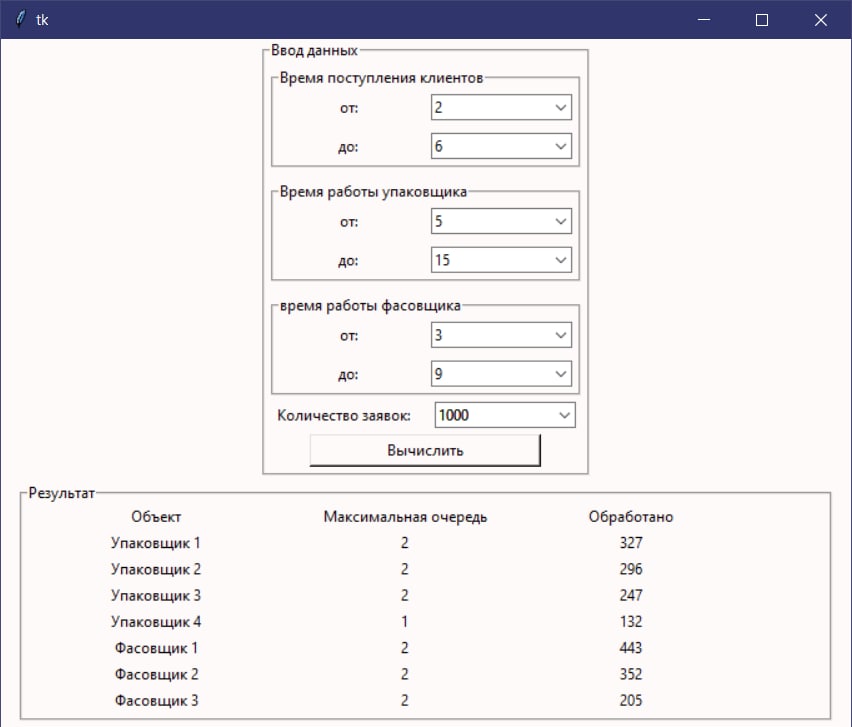 tk
Ввод данных
Время поступления клиентов
от: 2
до: 6
Время работы упаковщика
от: 5
до: 15
время работы фасовщика
от: 3
до: 9
Количество заявок: 1000
Вычислить
Результат
Объект Максимальная очередь Обработано
Упаковщик 1 2 327
Упаковщик 2 2 296
Упаковщик 3 2 247
Упаковщик 4 1 132
Фасовщик 1 2 443
Фасовщик 2 2 352
Фасовщик 3 2 205